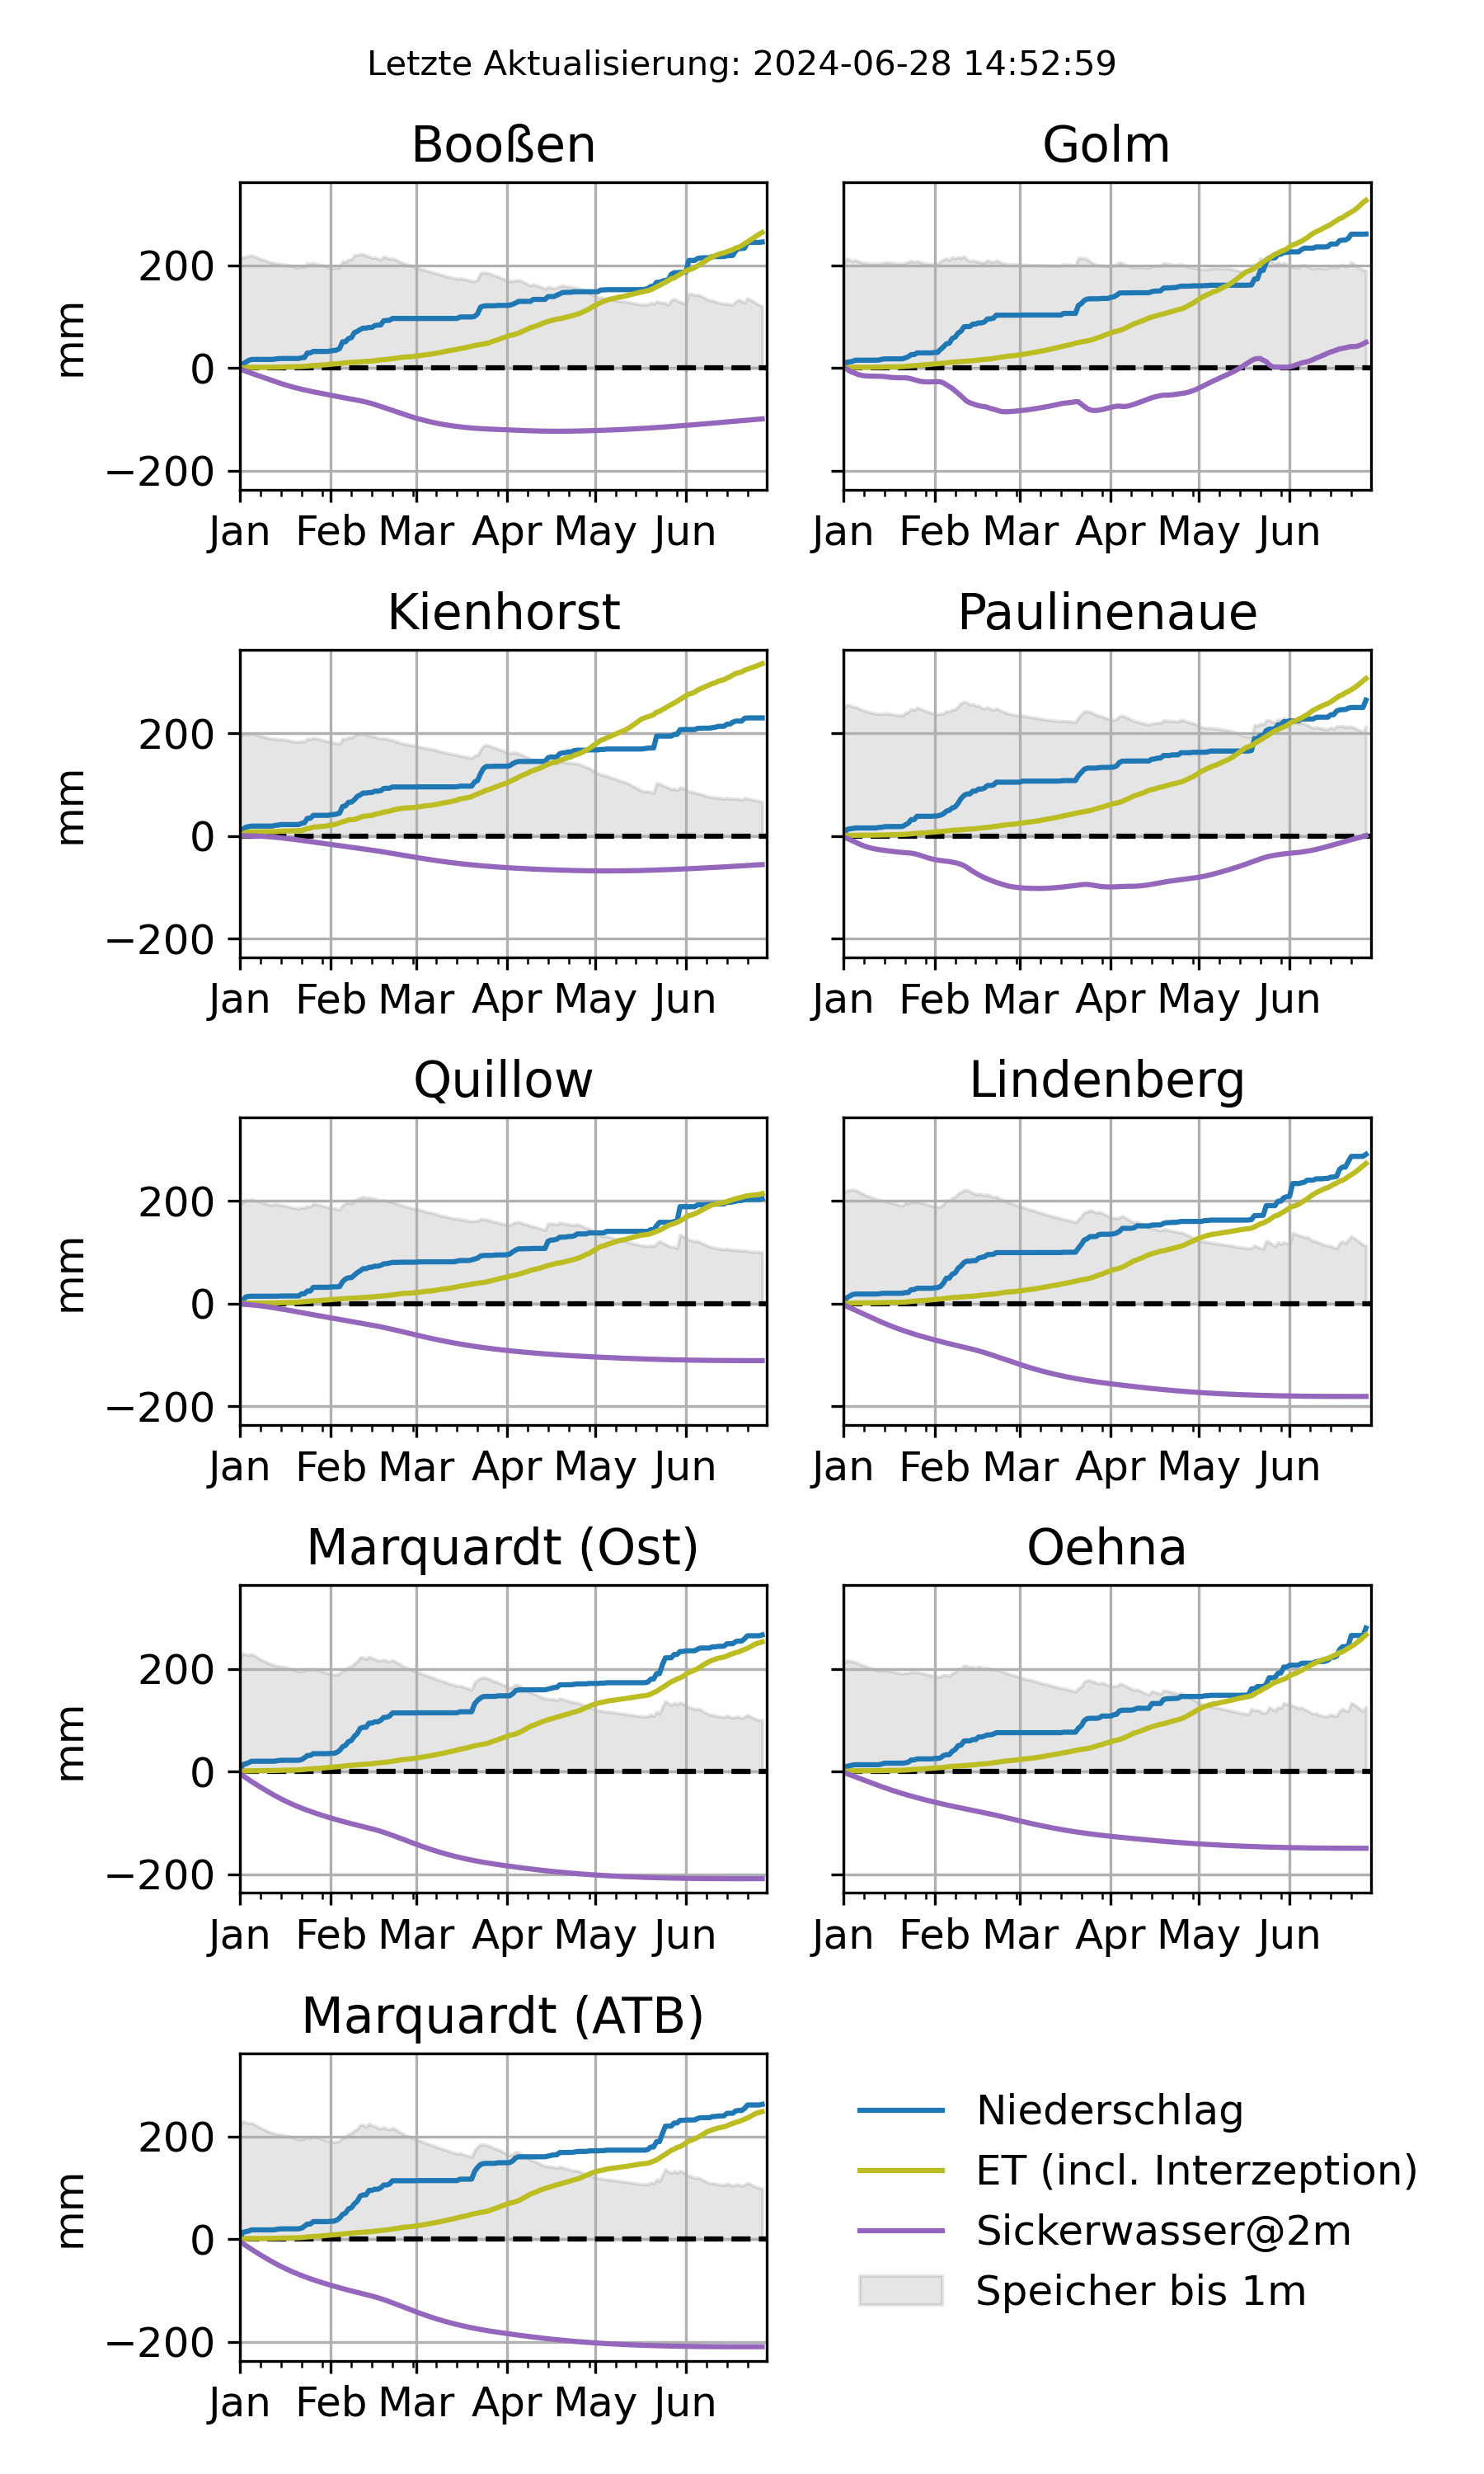 Letzte Aktualisierung: 2024-06-28 14:52:59
Booßen Golm
mm
200
0
−200
Jan Feb Mar Apr May Jun Jan Feb Mar Apr May Jun
Kienhorst Paulinenaue
mm
200
0
−200
Jan Feb Mar Apr May Jun Jan Feb Mar Apr May Jun
Quillow Lindenberg
mm
200
0
−200
Jan Feb Mar Apr May Jun Jan Feb Mar Apr May Jun
Marquardt (Ost) Oehna
mm
200
0
−200
Jan Feb Mar Apr May Jun Jan Feb Mar Apr May Jun
Marquardt (ATB)
mm
200
0
−200
Jan Feb Mar Apr May Jun
Niederschlag
ET (incl. Interzeption)
Sickerwasser@2m
Speicher bis 1m